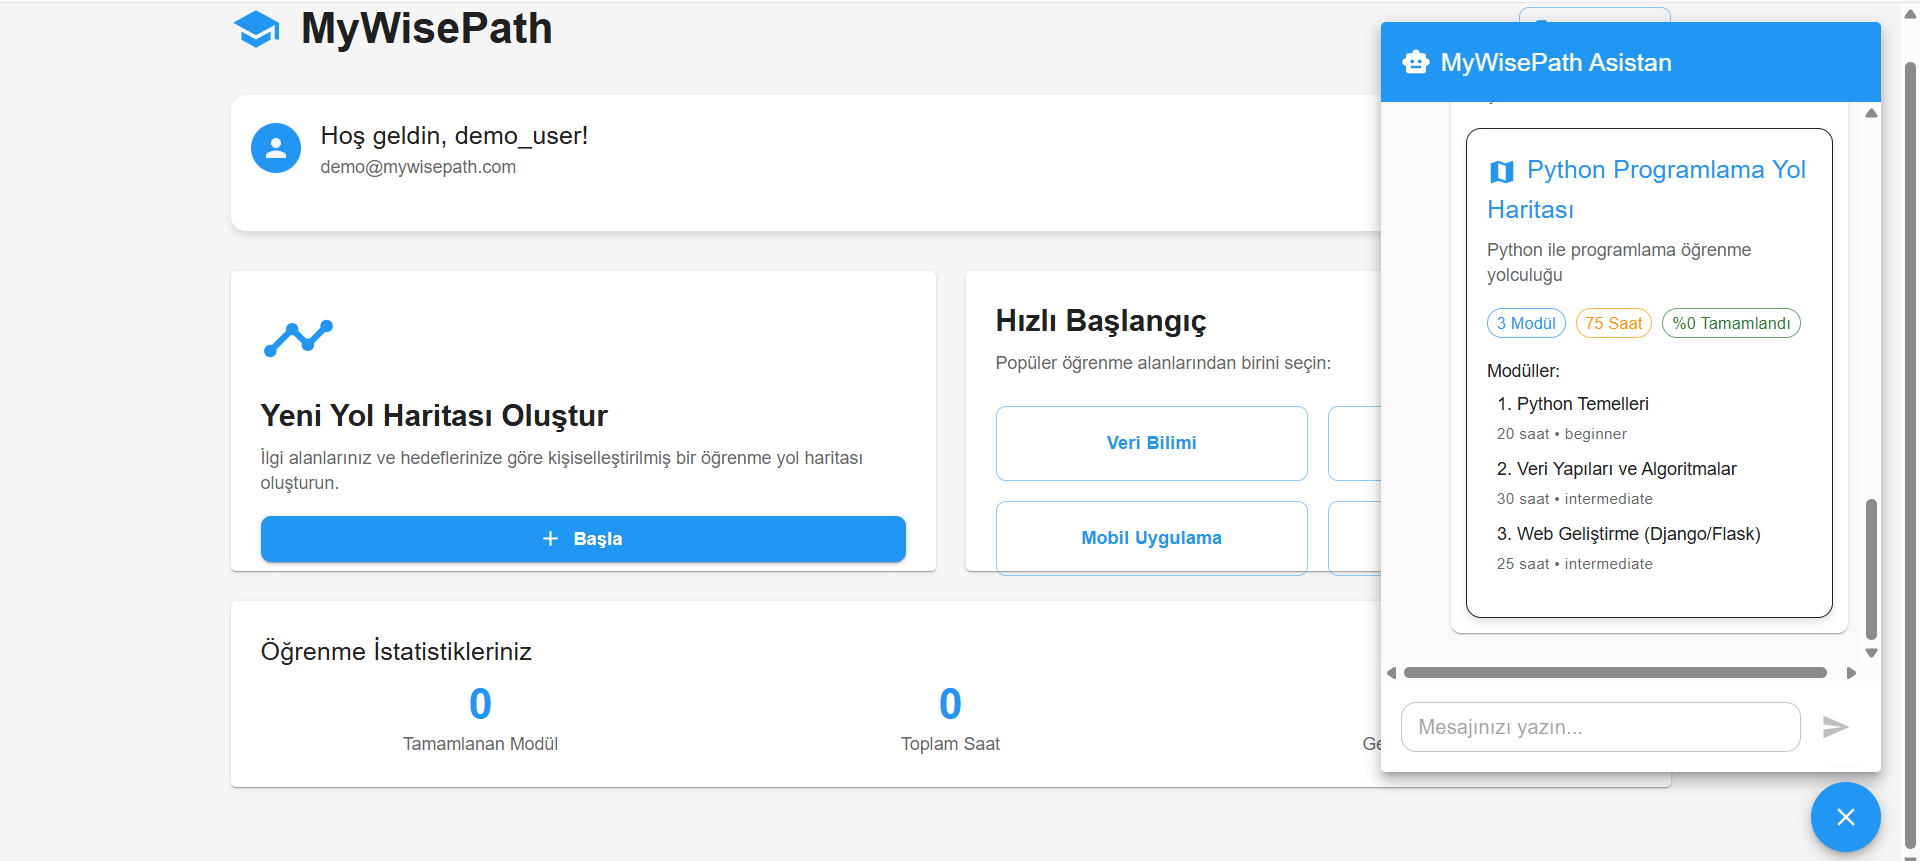 MyWisePath
Hoş geldin, demo_user!
demo@mywisepath.com
Yeni Yol Haritası Oluştur
İlgi alanlarınız ve hedeflerinize göre kişiselleştirilmiş bir öğrenme yol haritası
oluşturun.
+ Başla
Hızlı Başlangıç
Popüler öğrenme alanlarından birini seçin:
Veri Bilimi
Mobil Uygulama
Öğrenme İstatistikleriniz
0
Tamamlanan Modül
0
Toplam Saat
MyWisePath Asistan
Python Programlama Yol
Haritası
Python ile programlama öğrenme
yolculuğu
3 Modül
75 Saat
%0 Tamamlandı
Modüller:
1. Python Temelleri
20 saat • beginner
2. Veri Yapıları ve Algoritmalar
30 saat • intermediate
3. Web Geliştirme (Django/Flask)
25 saat • intermediate
Mesajınızı yazın...